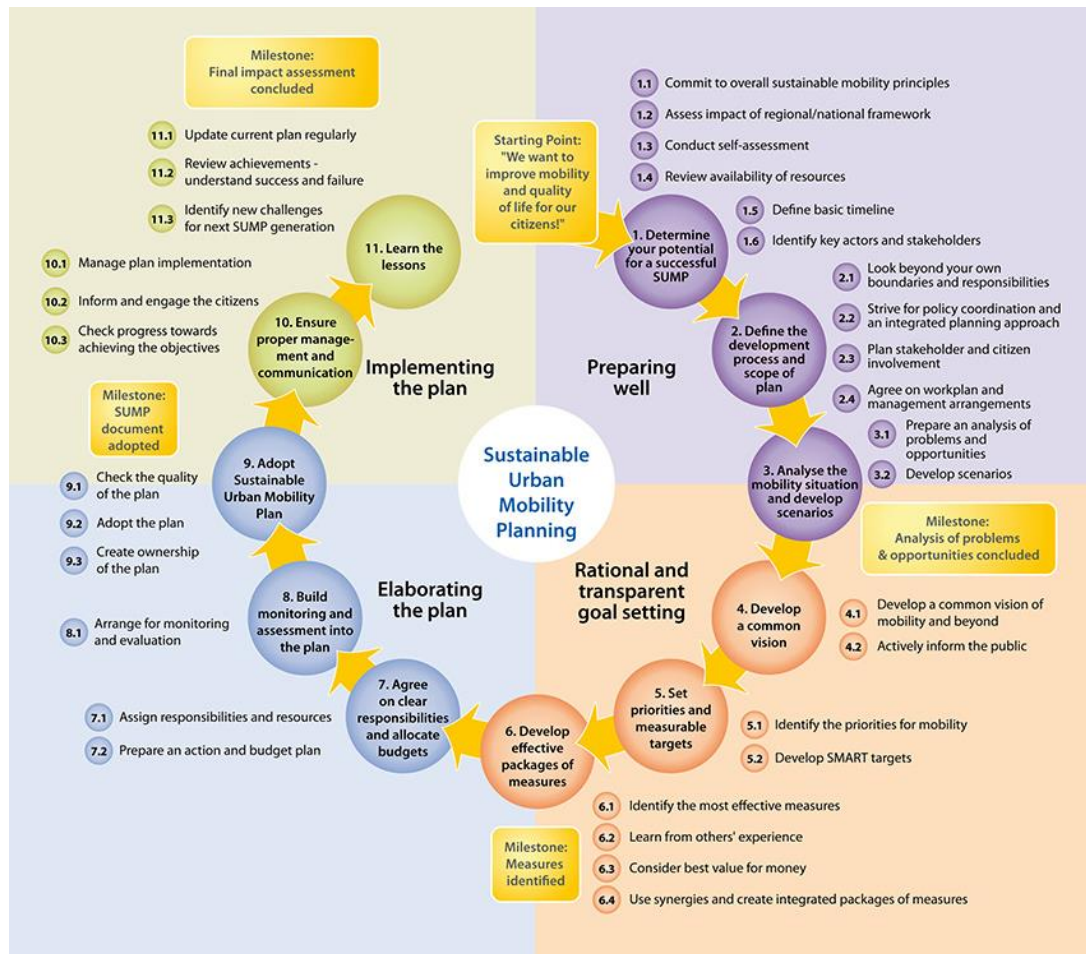 Milestone:
Final impact assessment
concluded
11.1 Update current plan regularly
11.2 Review achievements -
understand success and failure
11.3 Identify new challenges
for next SUMP generation
10.1 Manage plan implementation
10.2 Inform and engage the citizens
10.3 Check progress towards
achieving the objectives
11. Learn the
lessons
10. Ensure
proper manage-
ment and
communication
Implementing
the plan
Starting Point:
"We want to
improve mobility
and quality
of life for our
citizens!"
1.1 Commit to overall sustainable mobility principles
1.2 Assess impact of regional/national framework
1.3 Conduct self-assessment
1.4 Review availability of resources
1.5 Define basic timeline
1.6 Identify key actors and stakeholders
1. Determine
your potential
for a successful
SUMP
2.1 Look beyond your own
boundaries and responsibilities
2.2 Strive for policy coordination and
an integrated planning approach
2.3 Plan stakeholder and citizen
involvement
2.4 Agree on workplan and
management arrangements
2. Define the
development
process and
scope of
plan
Preparing
well
3.1 Prepare an analysis of
problems and
opportunities
3.2 Develop scenarios
3. Analyse the
mobility situation
and develop
scenarios
Milestone:
Analysis of problems
& opportunities concluded
Sustainable
Urban
Mobility
Planning
Rational and
transparent
goal setting
4. Develop
a common
vision
4.1 Develop a common vision of
mobility and beyond
4.2 Actively inform the public
5. Set
priorities and
measurable
targets
5.1 Identify the priorities for mobility
5.2 Develop SMART targets
6. Develop
effective
packages of
measures
6.1 Identify the most effective measures
6.2 Learn from others' experience
6.3 Consider best value for money
6.4 Use synergies and create integrated packages of measures
Milestone:
Measures
identified
Elaborating
the plan
7. Agree
on clear
responsibilities
and allocate
budgets
7.1 Assign responsibilities and resources
7.2 Prepare an action and budget plan
8. Build
monitoring and
assessment into
the plan
8.1 Arrange for monitoring
and evaluation
9. Adopt
Sustainable
Urban Mobility
Plan
9.1 Check the quality
of the plan
9.2 Adopt the plan
9.3 Create ownership
of the plan
Milestone:
SUMP
document
adopted